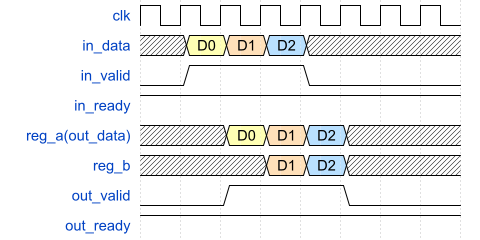 clk
in_data D0 D1 D2
in_valid
in_ready
reg_a(out_data) D0 D1 D2
reg_b D1 D2
out_valid
out_ready